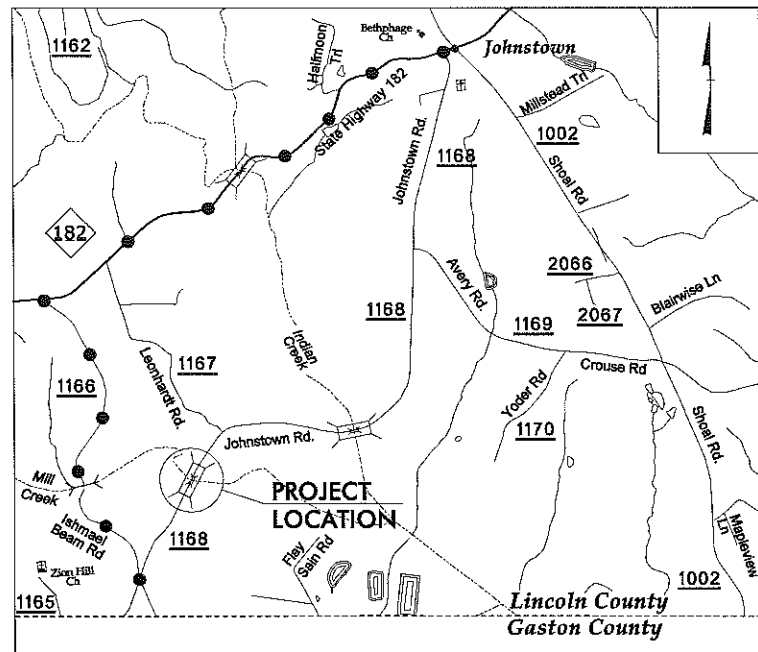 1162
Bethphage
Ch
Johnstown
Halfmoon
Trl
State Highway 182
Millstead Trl
1002
Johnstown Rd.
1168
Shoal Rd
182
Avery Rd.
2066
2067
Blairwise Ln
1168
1169
Crouse Rd
Indian
Creek
1167
Leonhardt Rd.
1166
Yoder Rd
1170
Johnstown Rd.
Shoal Rd.
Mill
Creek
PROJECT
LOCATION
Mapleview
Ln
Ishmael
Beam Rd
1168
Flay
Sain Rd
Zion Hill
Ch
1165
1002
Lincoln County
Gaston County